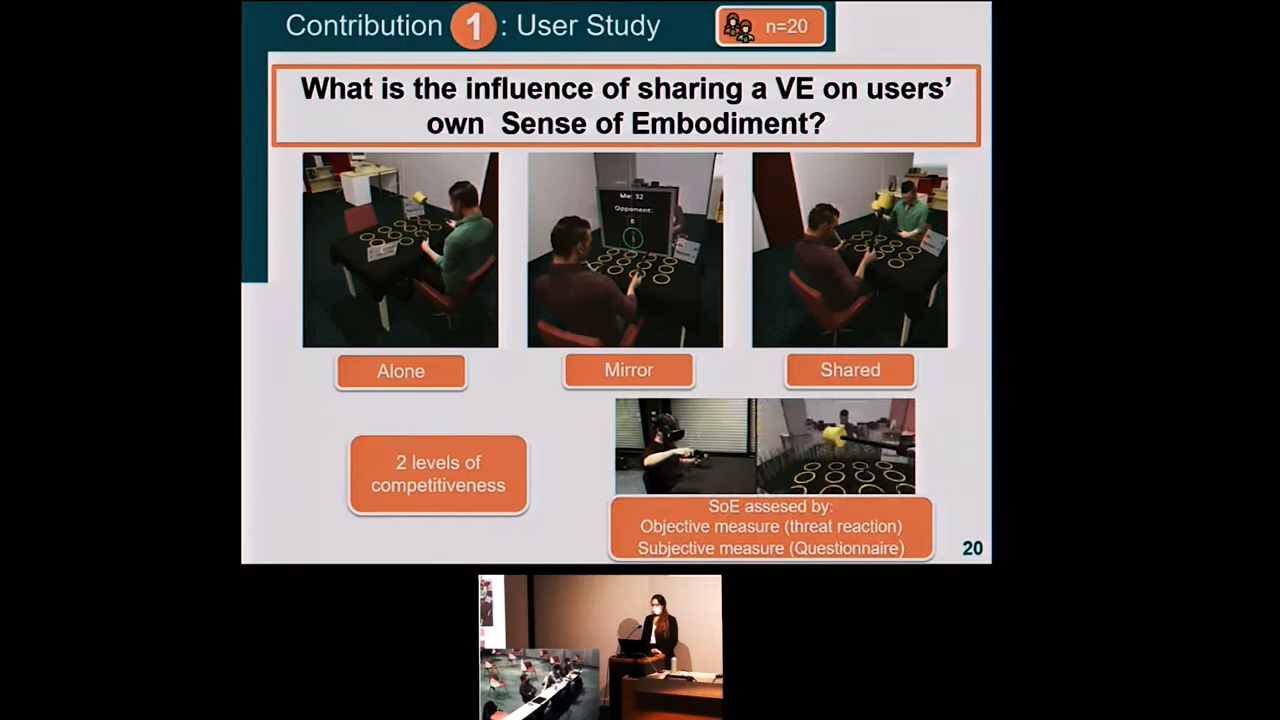 Contribution 1 : User Study
n=20
What is the influence of sharing a VE on users'
own Sense of Embodiment?
Me: 32
Opponent:
0
Alone
Mirror
Shared
2 levels of
competitiveness
SoE assesed by:
Objective measure (threat reaction)
Subjective measure (Questionnaire)
20